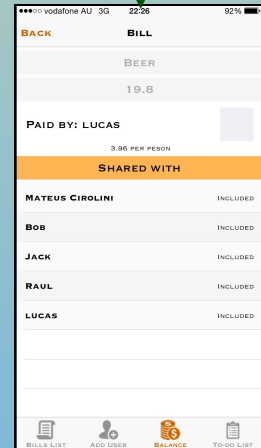 vodafone AU 3G 22:26 92%
BACK BILL
BEER
19.8
PAID BY: LUCAS
3.96 PER PESON
SHARED WITH
MATEUS CIROLINI INCLUDED
BOB INCLUDED
JACK INCLUDED
RAUL INCLUDED
LUCAS INCLUDED
BILLS LIST ADD USER BALANCE TO-DO LIST